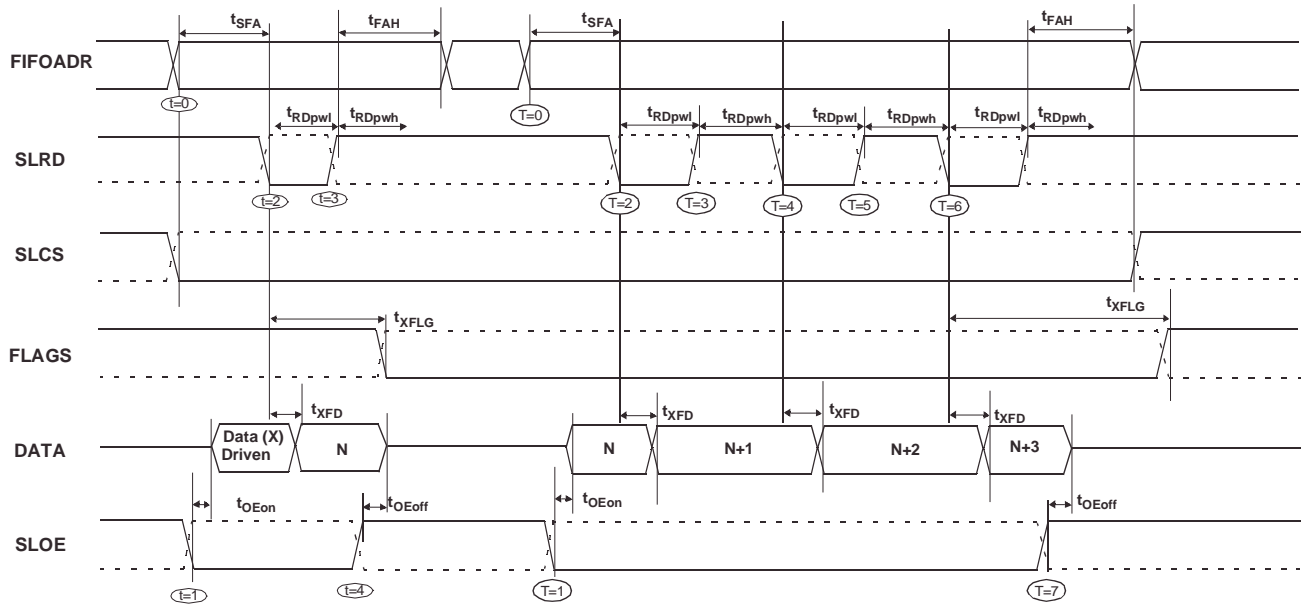 tSFA tFAH tSFA tFAH
FIFOADR
t=0 T=0
tRDpwl tRDpwh tRDpwl tRDpwh tRDpwl tRDpwh tRDpwl tRDpwh
SLRD
t=2 t=3 T=2 T=3 T=4 T=5 T=6
SLCS
tXFLG tXFLG
FLAGS
tXFD tXFD tXFD tXFD
DATA
Data (X)
Driven
N N N+1 N+2 N+3
tOEon tOEoff tOEon tOEoff
SLOE
t=1 t=4 T=1 T=7